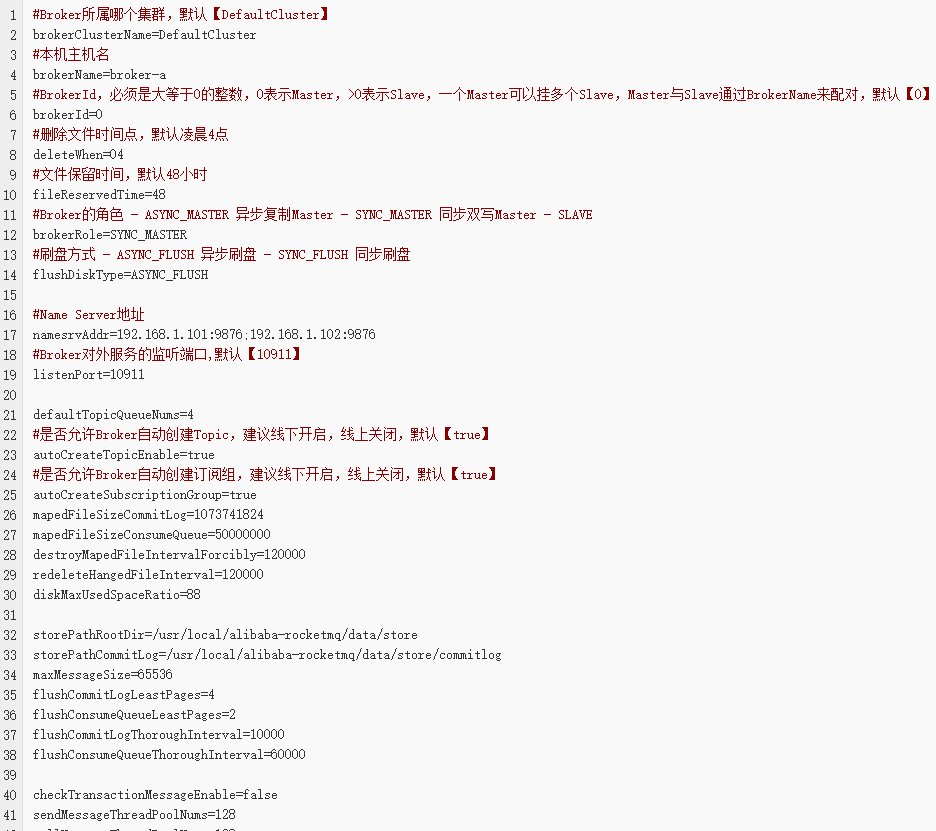 1 #Broker所属哪个集群，默认【DefaultCluster】
2 brokerClusterName=DefaultCluster
3 #本机主机名
4 brokerName=broker-a
5 #BrokerId，必须是大等于0的整数，0表示Master，>0表示Slave，一个Master可以挂多个Slave，Master与Slave通过BrokerName来配对，默认【0】
6 brokerId=0
7 #删除文件时间点，默认凌晨4点
8 deleteWhen=04
9 #文件保留时间，默认48小时
10 fileReservedTime=48
11 #Broker的角色 - ASYNC_MASTER 异步复制Master - SYNC_MASTER 同步双写Master - SLAVE
12 brokerRole=SYNC_MASTER
13 #刷盘方式 - ASYNC_FLUSH 异步刷盘 - SYNC_FLUSH 同步刷盘
14 flushDiskType=ASYNC_FLUSH
15
16 #Name Server地址
17 namesrvAddr=192.168.1.101:9876;192.168.1.102:9876
18 #Broker对外服务的监听端口,默认【10911】
19 listenPort=10911
20
21 defaultTopicQueueNums=4
22 #是否允许Broker自动创建Topic，建议线下开启，线上关闭，默认【true】
23 autoCreateTopicEnable=true
24 #是否允许Broker自动创建订阅组，建议线下开启，线上关闭，默认【true】
25 autoCreateSubscriptionGroup=true
26 mapedFileSizeCommitLog=1073741824
27 mapedFileSizeConsumeQueue=50000000
28 destroyMapedFileIntervalForcibly=120000
29 redeleteHangedFileInterval=120000
30 diskMaxUsedSpaceRatio=88
31
32 storePathRootDir=/usr/local/alibaba-rocketmq/data/store
33 storePathCommitLog=/usr/local/alibaba-rocketmq/data/store/commitlog
34 maxMessageSize=65536
35 flushCommitLogLeastPages=4
36 flushConsumeQueueLeastPages=2
37 flushCommitLogThoroughInterval=10000
38 flushConsumeQueueThoroughInterval=60000
39
40 checkTransactionMessageEnable=false
41 sendMessageThreadPoolNums=128